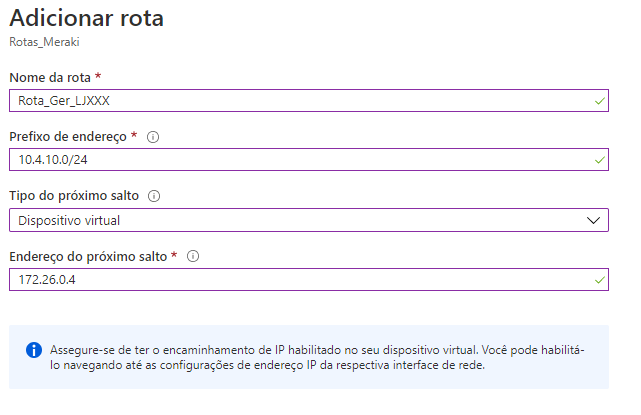 Adicionar rota
Rotas_Meraki
Nome da rota *
Rota_Ger_LJXXX
Prefixo de endereço *
10.4.10.0/24
Tipo do próximo salto
Dispositivo virtual
Endereço do próximo salto *
172.26.0.4
Assegure-se de ter o encaminhamento de IP habilitado no seu dispositivo virtual. Você pode habilitá-
lo navegando até as configurações de endereço IP da respectiva interface de rede.